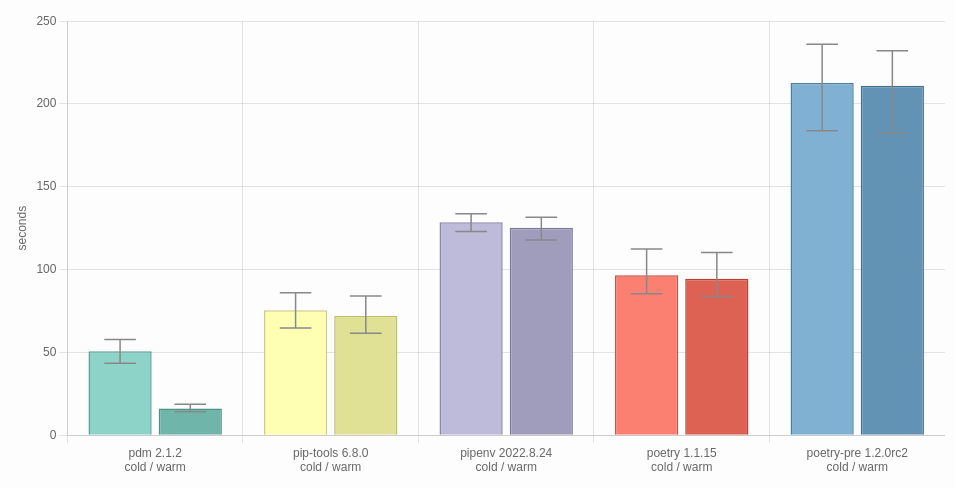 250
200
150
100
50
0
seconds
pdm 2.1.2
cold / warm
pip-tools 6.8.0
cold / warm
pipenv 2022.8.24
cold / warm
poetry 1.1.15
cold / warm
poetry-pre 1.2.0rc2
cold / warm